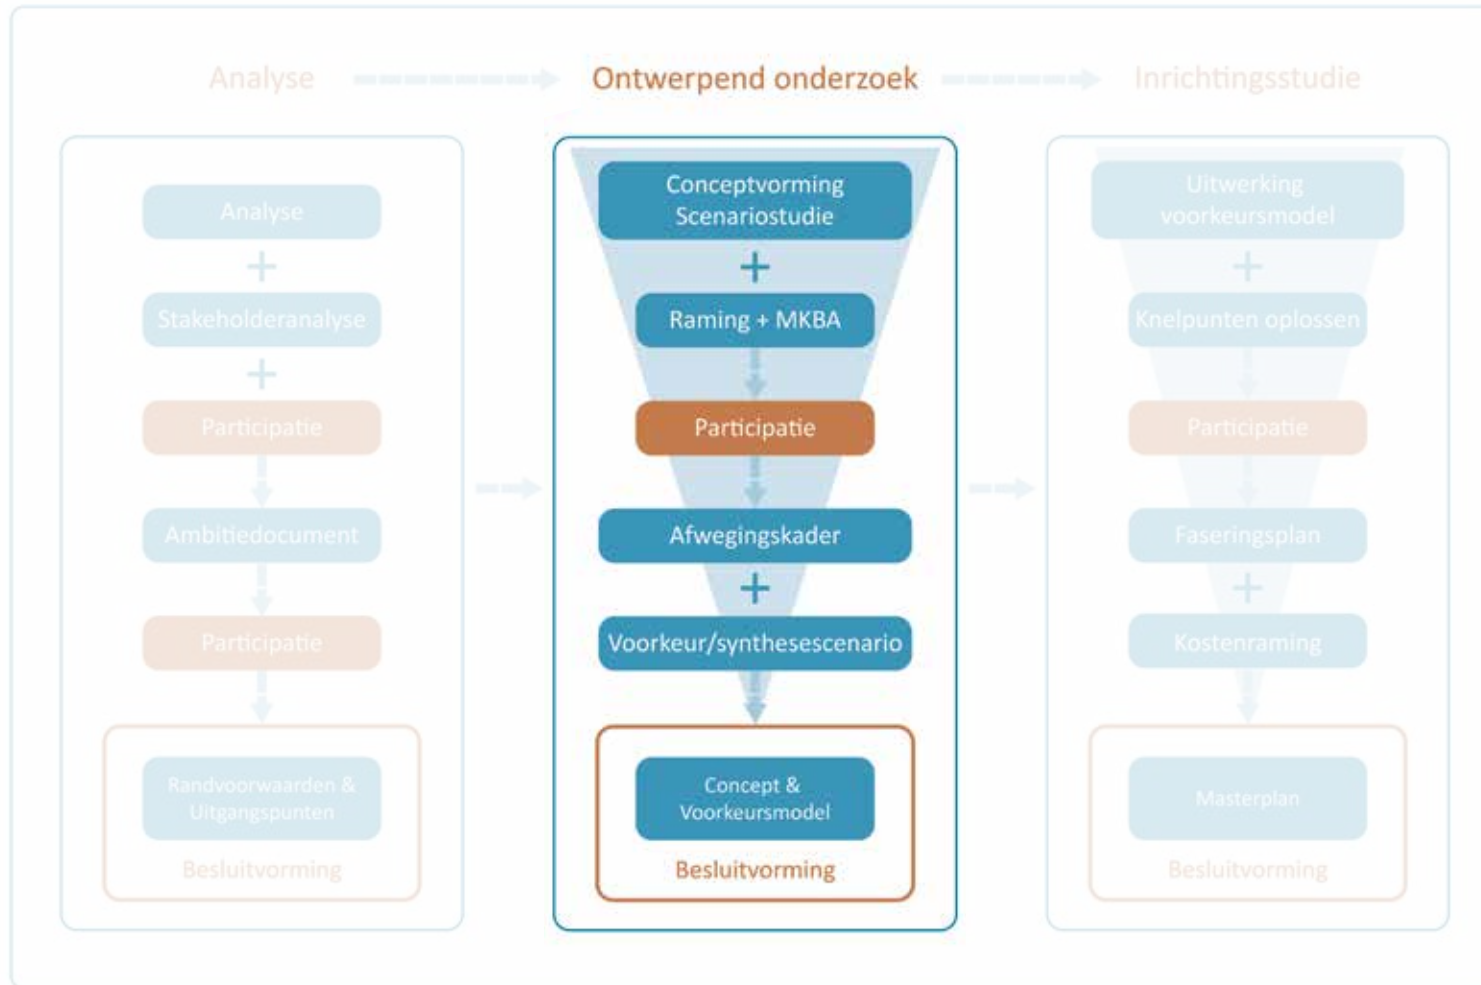 Analyse
Ontwerpend onderzoek
Inrichtingsstudie
Analyse
+
Stakeholderanalyse
+
Participatie
Ambitiedocument
Participatie
Randvoorwaarden &
Uitgangspunten
Besluitvorming
Conceptvorming
Scenariostudie
+
Raming + MKBA
Participatie
Afwegingskader
+
Voorkeur/synthesescenario
Concept &
Voorkeursmodel
Besluitvorming
Uitwerking
voorkeursmodel
+
Knelpunten oplossen
Participatie
Faseringsplan
+
Kostenraming
Masterplan
Besluitvorming